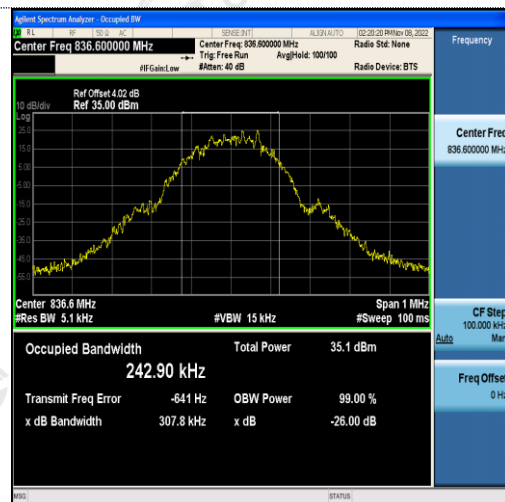 Agilent Spectrum Analyzer - Occupied BW
RL RF 50 Ω AC SENSE:INT ALIGN AUTO 02:20:20 PM Nov 08, 2022
Center Freq 836.600000 MHz Center Freq: 836.600000 MHz Radio Std: None
Trig: Free Run Avg|Hold: 100/100
#IFGain:Low #Atten: 40 dB Radio Device: BTS
Ref Offset 4.02 dB
10 dB/div Ref 35.00 dBm
Log
25.0
15.0
5.00
-5.00
-15.0
-25.0
-35.0
-45.0
-55.0
Center 836.6 MHz Span 1 MHz
#Res BW 5.1 kHz #VBW 15 kHz #Sweep 100 ms
Occupied Bandwidth Total Power 35.1 dBm
242.90 kHz
Transmit Freq Error -641 Hz OBW Power 99.00 %
x dB Bandwidth 307.8 kHz x dB -26.00 dB
MSG STATUS
Frequency
Center Freq
836.600000 MHz
CF Step
100.000 kHz
Auto Man
Freq Offset
0 Hz